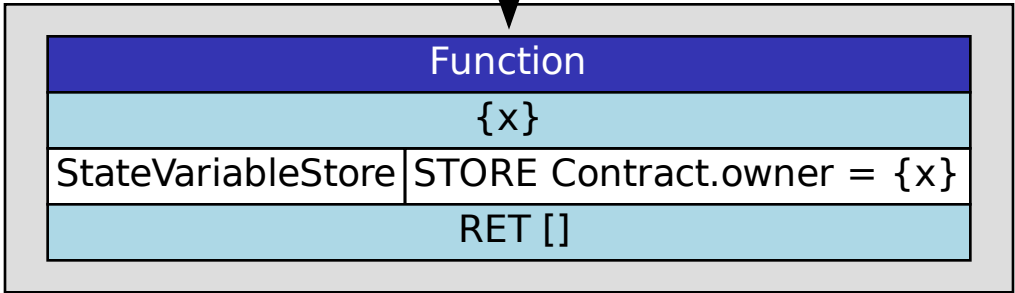 Function
{x}
StateVariableStore STORE Contract.owner = {x}
RET []